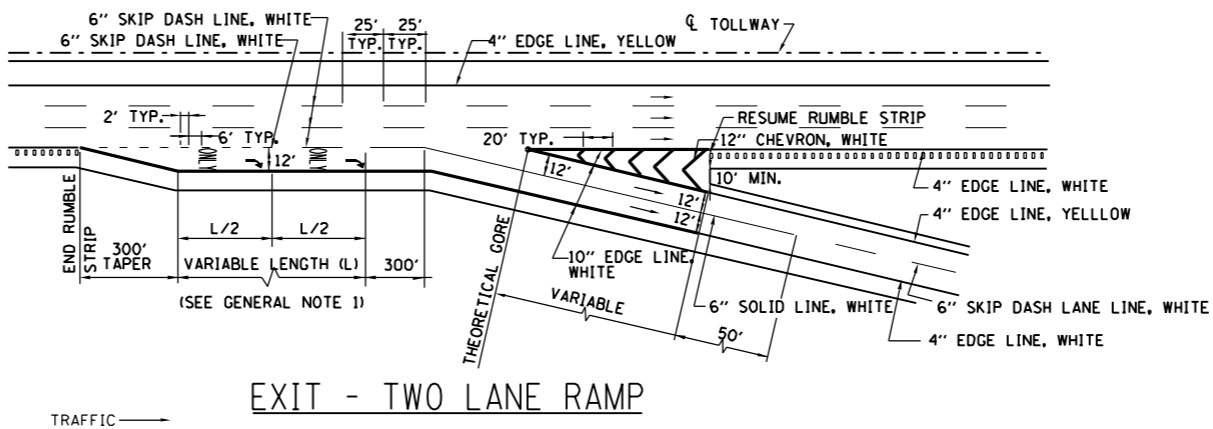 6" SKIP DASH LINE, WHITE
6" SKIP DASH LINE, WHITE
25' 25'
TYP. TYP.
4" EDGE LINE, YELLOW
℄ TOLLWAY
2' TYP.
6' TYP.
20' TYP.
RESUME RUMBLE STRIP
12" CHEVRON, WHITE
ONLY
12'
ONLY
12'
10' MIN.
4" EDGE LINE, WHITE
12'
12'
4" EDGE LINE, YELLLOW
END RUMBLE
STRIP
300'
TAPER
L/2
L/2
VARIABLE LENGTH (L)
300'
(SEE GENERAL NOTE 1)
THEORETICAL GORE
10" EDGE LINE,
WHITE
VARIABLE
6" SOLID LINE, WHITE
50'
6" SKIP DASH LANE LINE, WHITE
4" EDGE LINE, WHITE
EXIT - TWO LANE RAMP
TRAFFIC